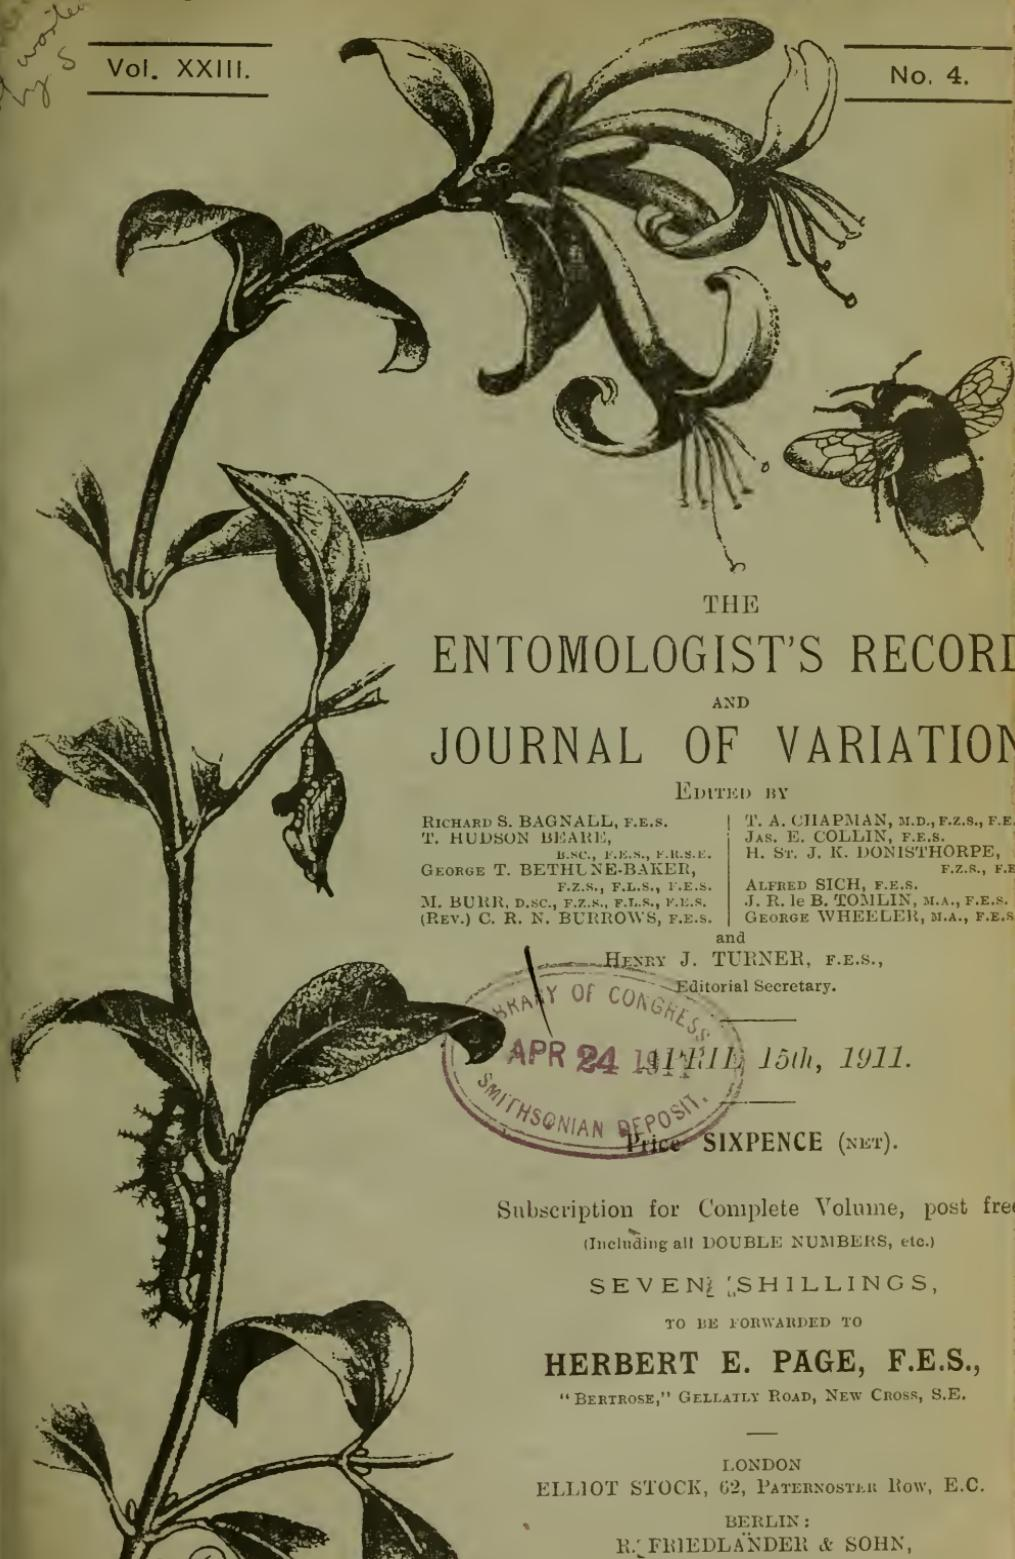 Vol. XXIII.
No. 4.
THE
ENTOMOLOGIST'S RECORD
AND
JOURNAL OF VARIATION
EDITED BY
RICHARD S. BAGNALL, F.E.S.
T. HUDSON BEARE,
B.SC., F.E.S., F.R.S.E.
GEORGE T. BETHUNE-BAKER,
F.Z.S., F.L.S., F.E.S.
M. BURR, D.SC., F.Z.S., F.L.S., F.E.S.
(REV.) C. R. N. BURROWS, F.E.S.
T. A. CHAPMAN, M.D., F.Z.S., F.E.
JAS. E. COLLIN, F.E.S.
H. ST. J. K. DONISTHORPE,
F.Z.S., F.E
ALFRED SICH, F.E.S.
J. R. le B. TOMLIN, M.A., F.E.S.
GEORGE WHEELER, M.A., F.E.S
and
HENRY J. TURNER, F.E.S.,
Editorial Secretary.
LIBRARY OF CONGRESS
APR 24 1911
SMITHSONIAN DEPOSIT.
APRIL 15th, 1911.
Price SIXPENCE (NET).
Subscription for Complete Volume, post free
(Including all DOUBLE NUMBERS, etc.)
SEVEN SHILLINGS,
TO BE FORWARDED TO
HERBERT E. PAGE, F.E.S.,
"BERTROSE," GELLATLY ROAD, NEW CROSS, S.E.
LONDON
ELLIOT STOCK, 62, PATERNOSTER ROW, E.C.
BERLIN:
R. FRIEDLÄNDER & SOHN,